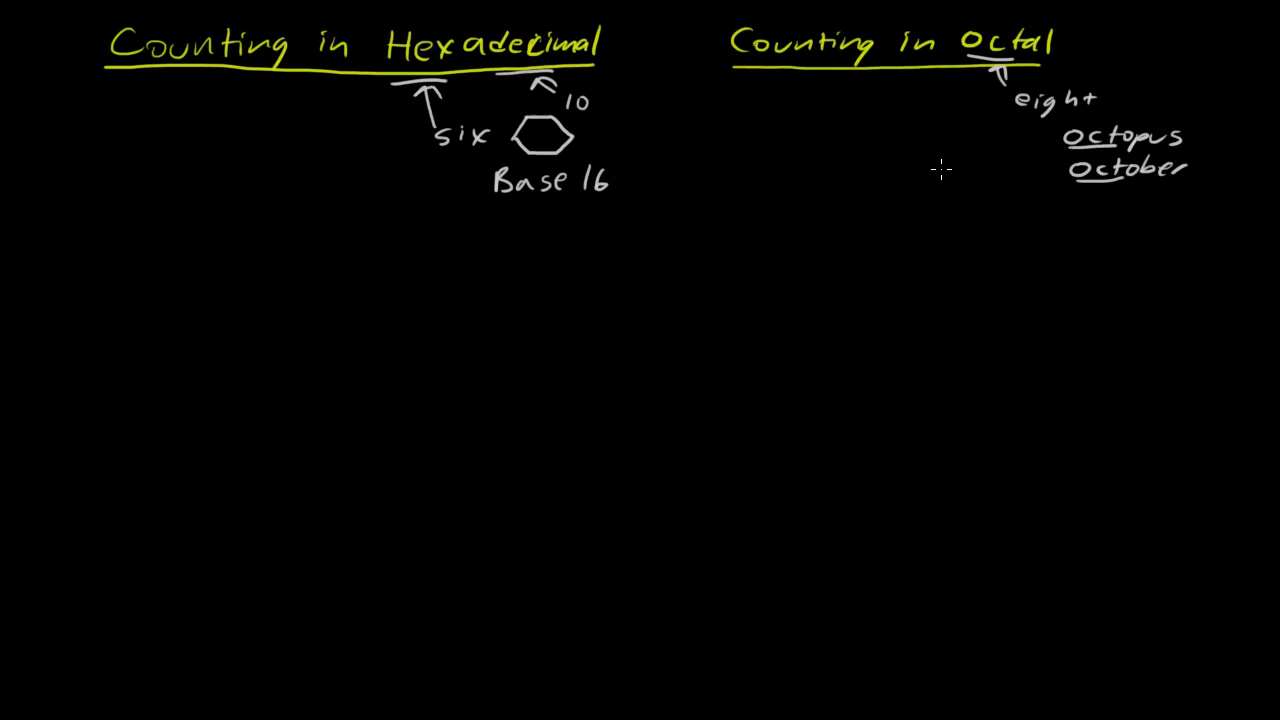 Counting in Hexadecimal
10
six
Base 16
Counting in Octal
eight
Octopus
October